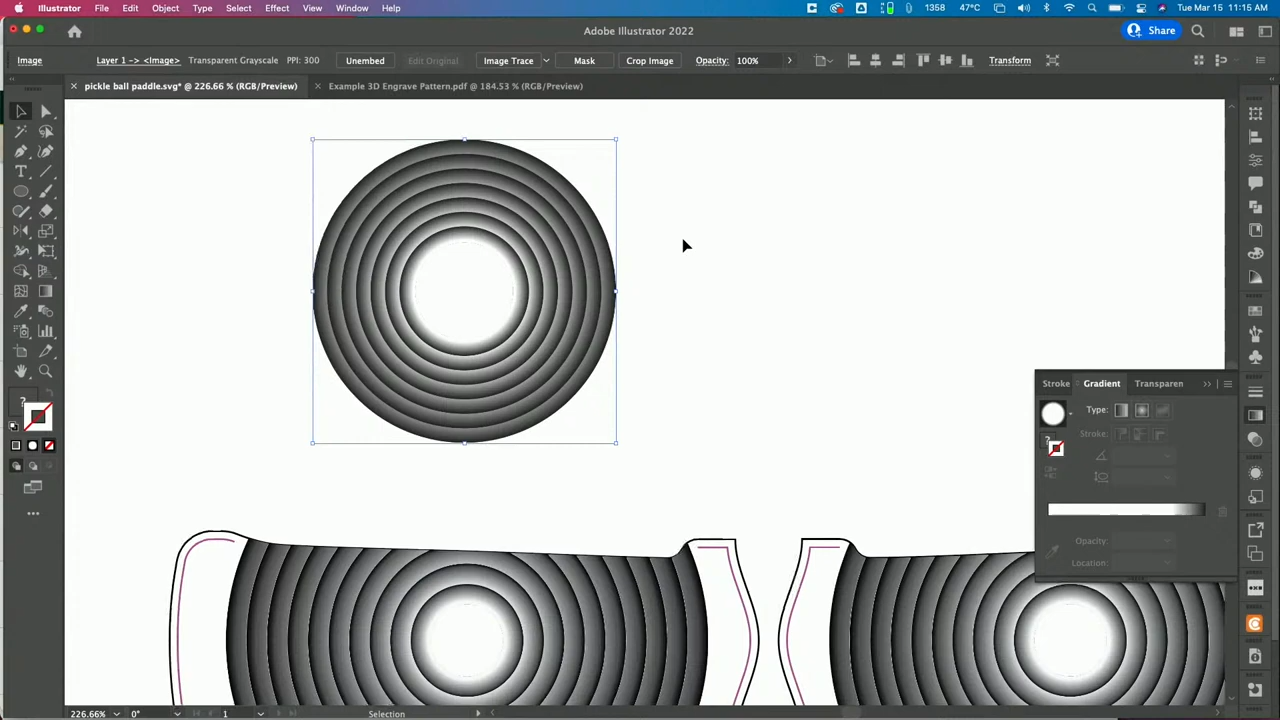 Illustrator File Edit Object Type Select Effect View Window Help 1358 47°C Tue Mar 15 11:15 AM
Adobe Illustrator 2022 Share
Image Layer 1 -> <Image> Transparent Grayscale PPI: 300 Unembed Edit Original Image Trace Mask Crop Image Opacity: 100% Transform
pickle ball paddle.svg* @ 226.66 % (RGB/Preview) Example 3D Engrave Pattern.pdf @ 184.53 % (RGB/Preview)
Stroke Gradient Transparen
Type:
Stroke:
Opacity:
Location:
226.66% 0° 1 Selection